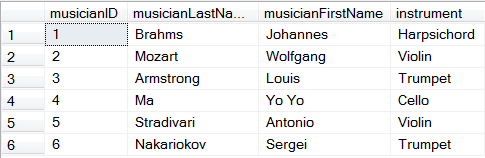 musicianID musicianLastNa... musicianFirstName instrument
1 1 Brahms Johannes Harpsichord
2 2 Mozart Wolfgang Violin
3 3 Armstrong Louis Trumpet
4 4 Ma Yo Yo Cello
5 5 Stradivari Antonio Violin
6 6 Nakariokov Sergei Trumpet